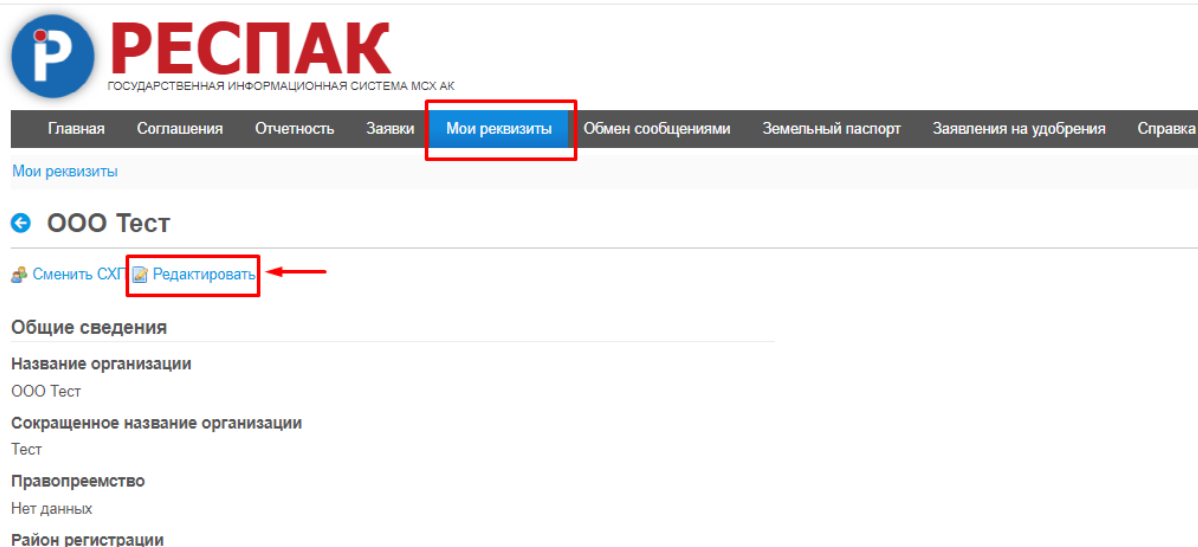 РЕСПАК
ГОСУДАРСТВЕННАЯ ИНФОРМАЦИОННАЯ СИСТЕМА МСХ АК
Главная Соглашения Отчетность Заявки Мои реквизиты Обмен сообщениями Земельный паспорт Заявления на удобрения Справка
Мои реквизиты
ООО Тест
Сменить СХП Редактировать
Общие сведения
Название организации
ООО Тест
Сокращенное название организации
Тест
Правопреемство
Нет данных
Район регистрации